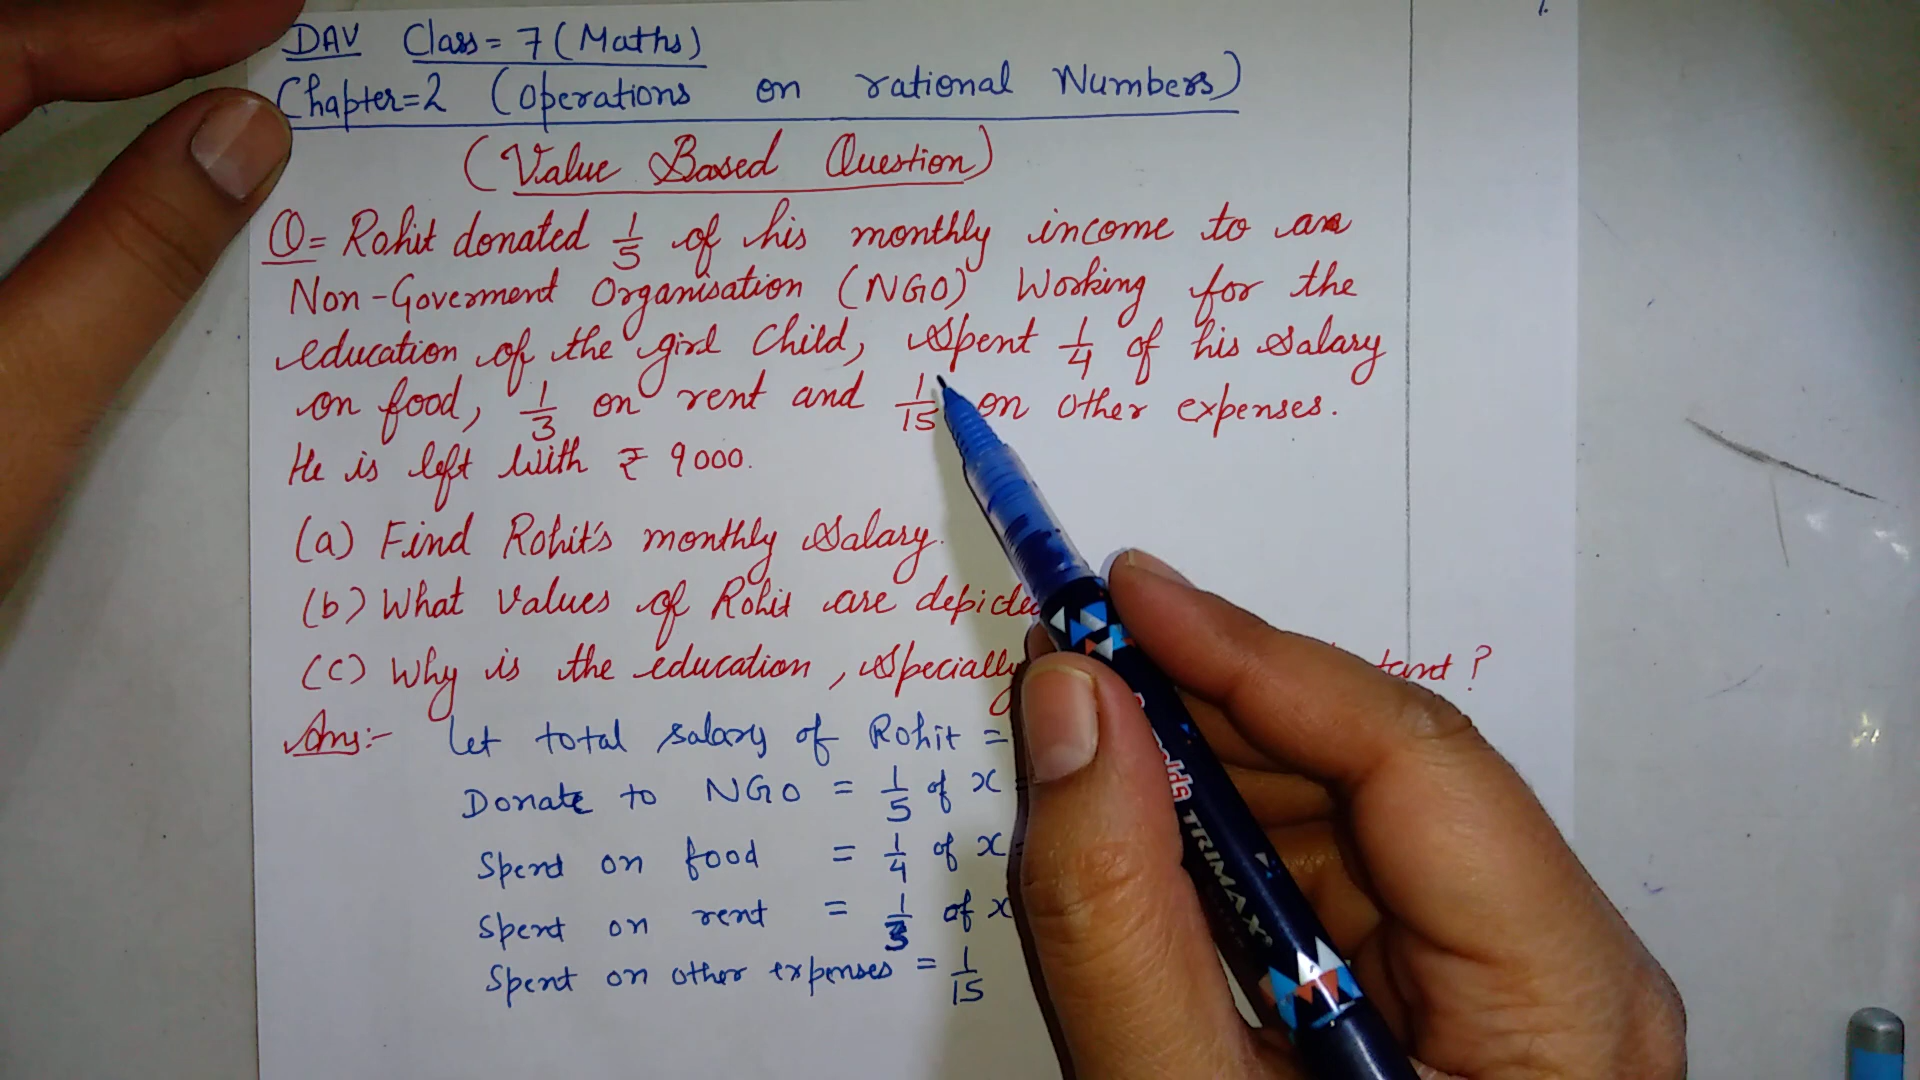 DAV Class = 7 (Maths)
Chapter = 2 (Operations on rational Numbers)
(Value Based Question)
Q = Rohit donated 1/5 of his monthly income to an
Non-Goverment Organisation (NGO) Working for the
education of the girl Child, Spent 1/4 of his Salary
on food, 1/3 on rent and 1/15 on other expenses.
He is left with ₹ 9000.
(a) Find Rohit's monthly Salary.
(b) What values of Rohit are
(c) Why is the education, Specially ?
Ans:- Let total salary of Rohit =
Donate to NGO = 1/5 of x
Spend on food = 1/4 of x
Spent on rent = 1/3 of x
Spent on other expenses = 1/15
Reynolds TRIMAX